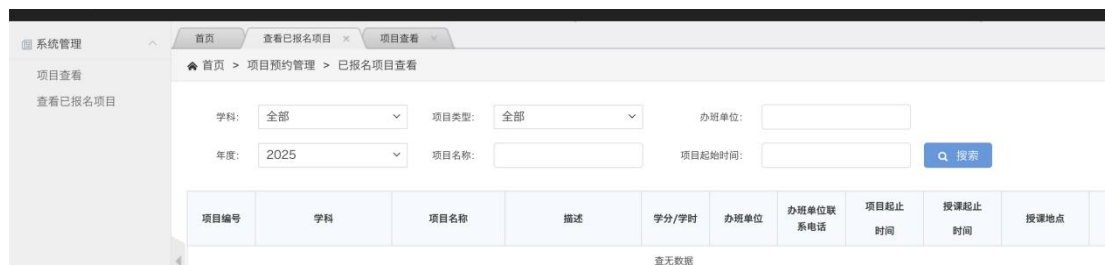 系统管理
项目查看
查看已报名项目
首页 查看已报名项目 × 项目查看 ×
首页 > 项目预约管理 > 已报名项目查看
学科: 全部 项目类型: 全部 办班单位:
年度: 2025 项目名称: 项目起始时间: 搜索
项目编号 学科 项目名称 描述 学分/学时 办班单位 办班单位联系电话 项目起止时间 授课起止时间 授课地点
查无数据